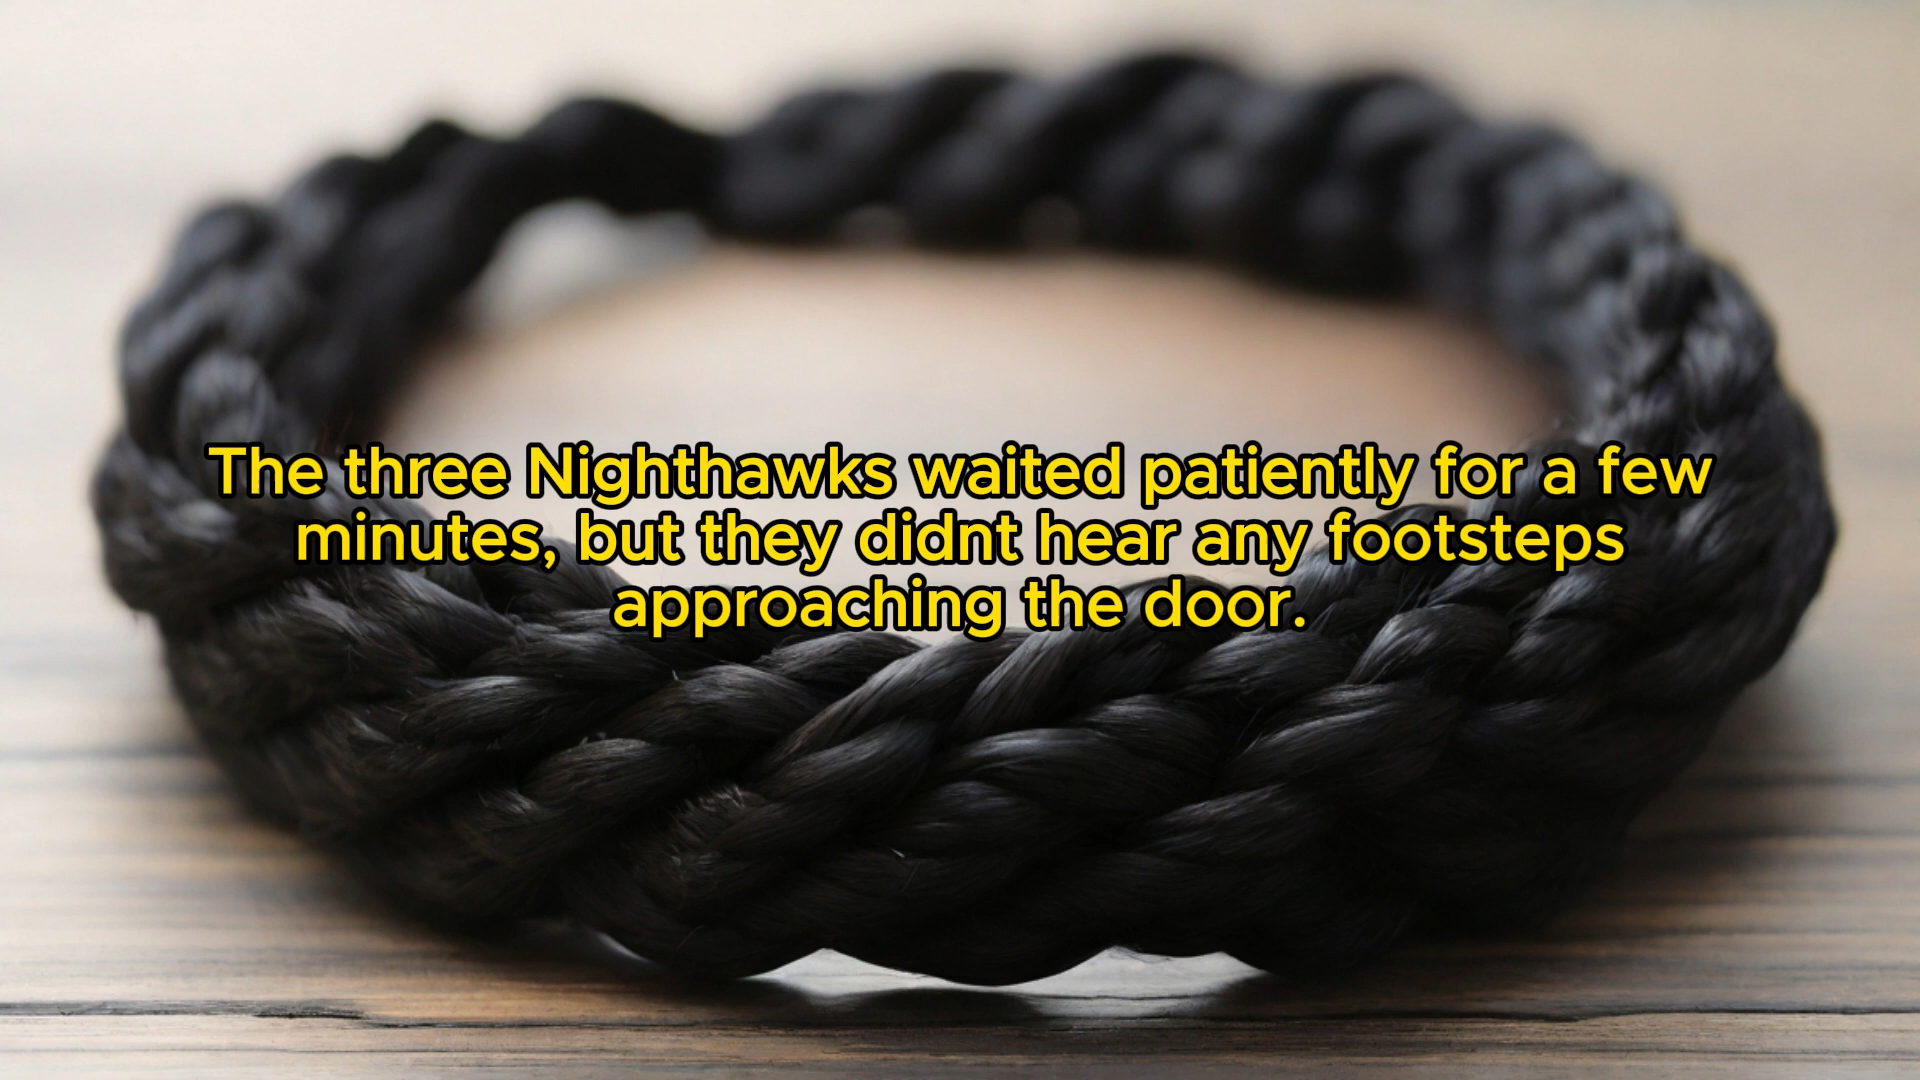 The three Nighthawks waited patiently for a few
minutes, but they didnt hear any footsteps
approaching the door.